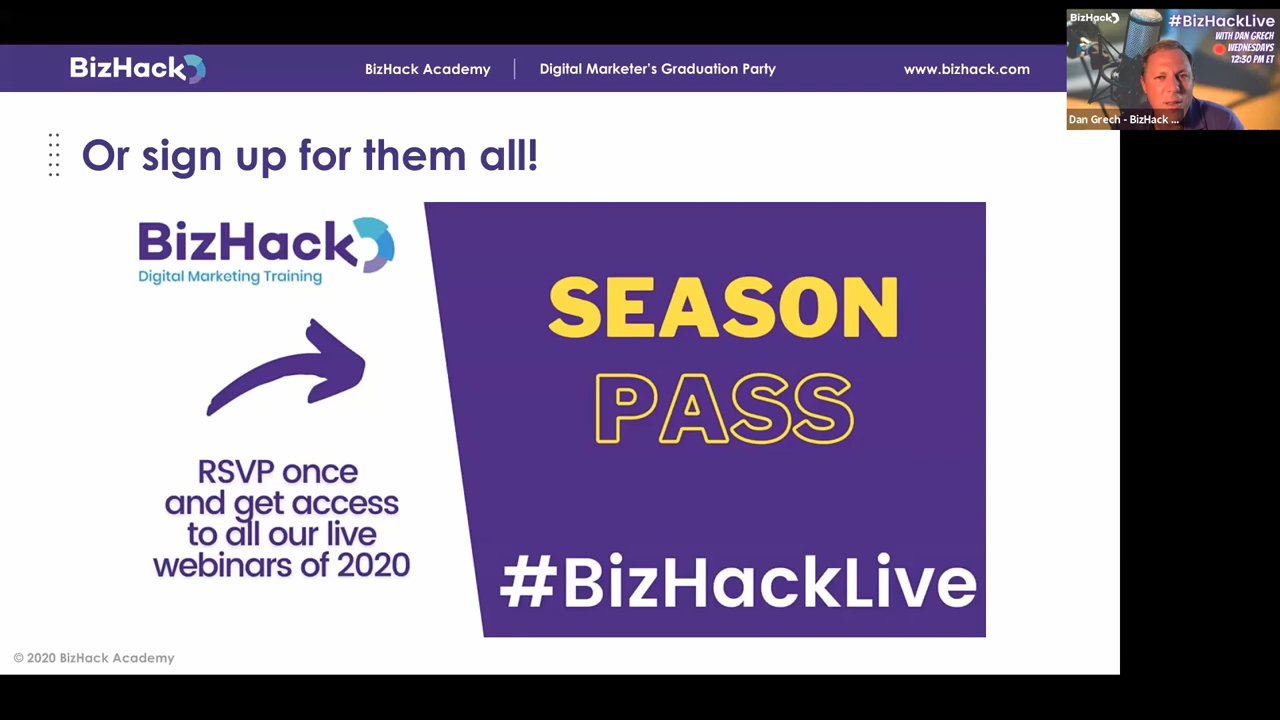 BizHack
BizHack Academy
Digital Marketer's Graduation Party
www.bizhack.com
BizHack
#BizHackLive
WITH DAN GRECH
WEDNESDAYS
12:30 PM ET
Dan Grech - BizHack ...
Or sign up for them all!
BizHack
Digital Marketing Training
RSVP once
and get access
to all our live
webinars of 2020
SEASON
PASS
#BizHackLive
© 2020 BizHack Academy